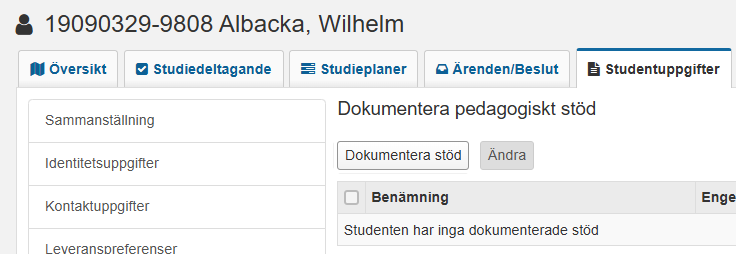 19090329-9808 Albacka, Wilhelm
Översikt Studiedeltagande Studieplaner Ärenden/Beslut Studentuppgifter
Sammanställning
Identitetsuppgifter
Kontaktuppgifter
Leveranspreferenser
Dokumentera pedagogiskt stöd
Dokumentera stöd Ändra
Benämning Enge
Studenten har inga dokumenterade stöd